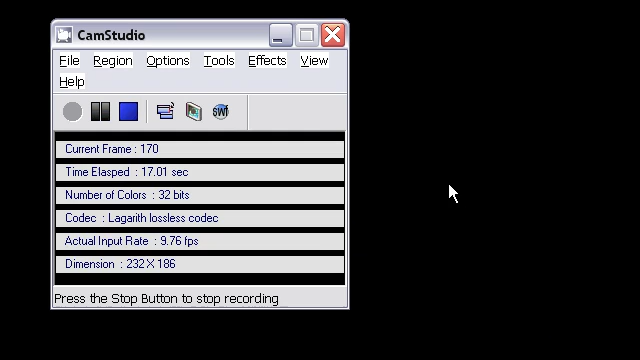 CamStudio
File Region Options Tools Effects View
Help
SWF
Current Frame : 170
Time Elasped : 17.01 sec
Number of Colors : 32 bits
Codec : Lagarith lossless codec
Actual Input Rate : 9.76 fps
Dimension : 232 X 186
Press the Stop Button to stop recording